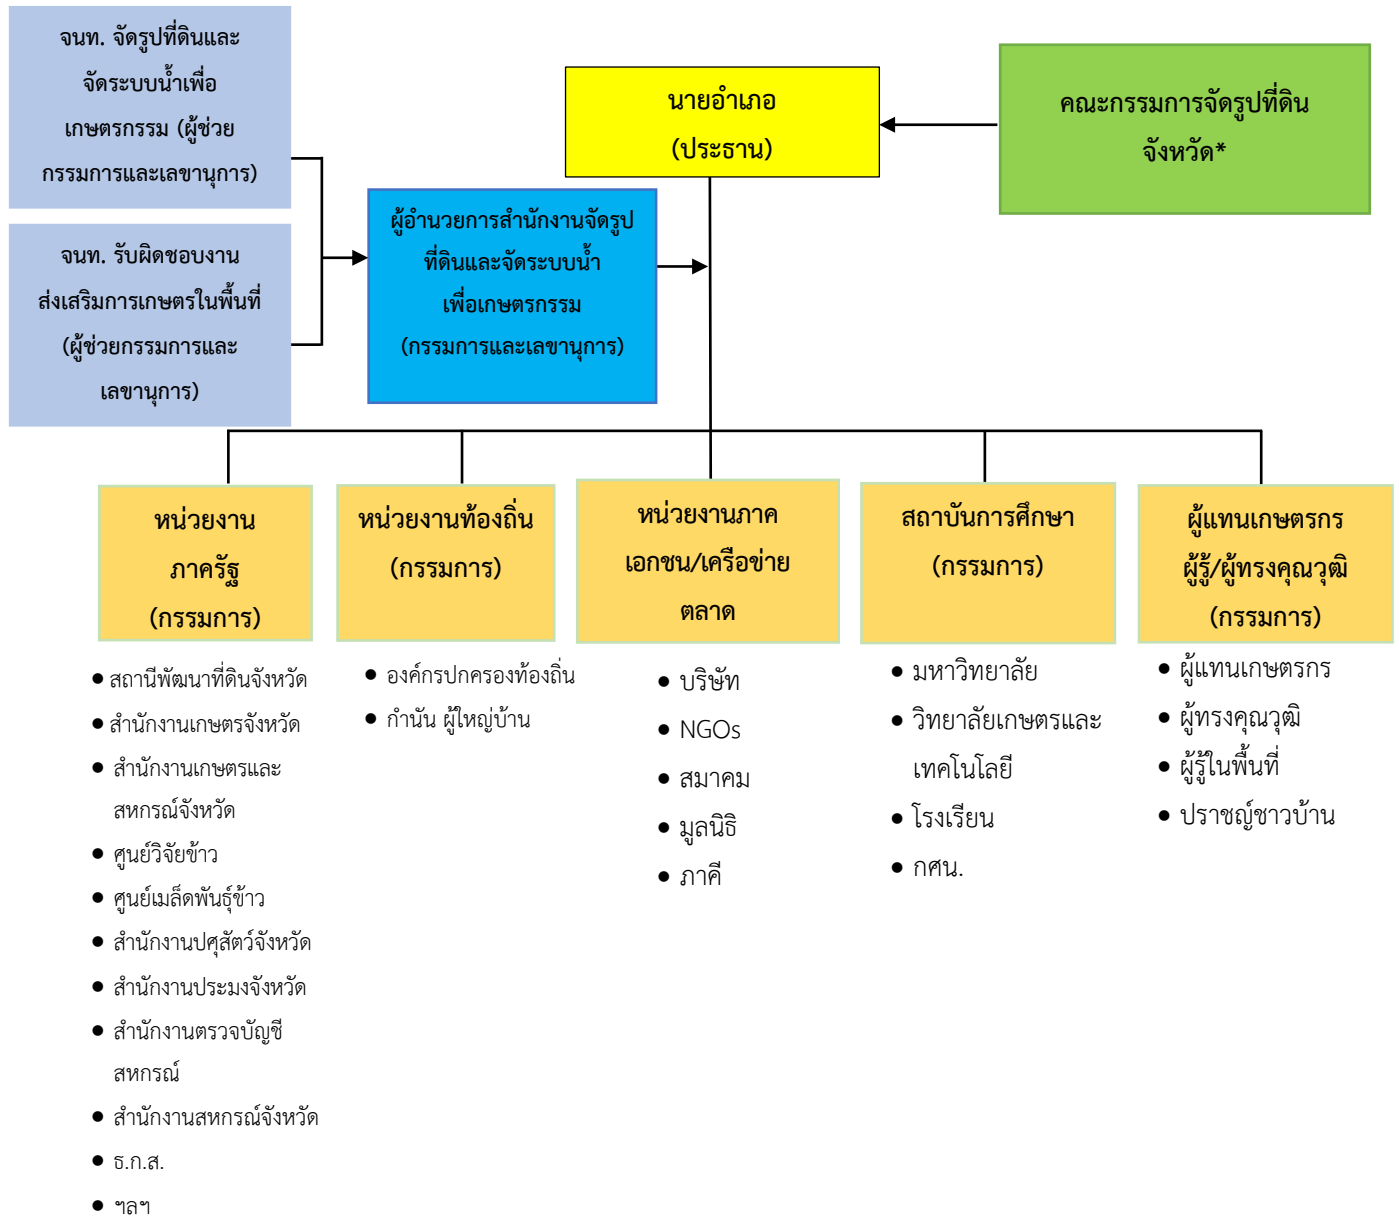 จนท. จัดรูปที่ดินและ
จัดระบบน้ำเพื่อ
เกษตรกรรม (ผู้ช่วย
กรรมการและเลขานุการ)
นายอำเภอ
(ประธาน)
คณะกรรมการจัดรูปที่ดิน
จังหวัด*
จนท. รับผิดชอบงาน
ส่งเสริมการเกษตรในพื้นที่
(ผู้ช่วยกรรมการและ
เลขานุการ)
ผู้อำนวยการสำนักงานจัดรูป
ที่ดินและจัดระบบน้ำ
เพื่อเกษตรกรรม
(กรรมการและเลขานุการ)
หน่วยงาน
ภาครัฐ
(กรรมการ)
● สถานีพัฒนาที่ดินจังหวัด
● สำนักงานเกษตรจังหวัด
● สำนักงานเกษตรและ
สหกรณ์จังหวัด
● ศูนย์วิจัยข้าว
● ศูนย์เมล็ดพันธุ์ข้าว
● สำนักงานปศุสัตว์จังหวัด
● สำนักงานประมงจังหวัด
● สำนักงานตรวจบัญชี
สหกรณ์
● สำนักงานสหกรณ์จังหวัด
● ธ.ก.ส.
● ฯลฯ
หน่วยงานท้องถิ่น
(กรรมการ)
● องค์กรปกครองท้องถิ่น
● กำนัน ผู้ใหญ่บ้าน
หน่วยงานภาค
เอกชน/เครือข่าย
ตลาด
● บริษัท
● NGOs
● สมาคม
● มูลนิธิ
● ภาคี
สถาบันการศึกษา
(กรรมการ)
● มหาวิทยาลัย
● วิทยาลัยเกษตรและ
เทคโนโลยี
● โรงเรียน
● กศน.
ผู้แทนเกษตรกร
ผู้รู้/ผู้ทรงคุณวุฒิ
(กรรมการ)
● ผู้แทนเกษตรกร
● ผู้ทรงคุณวุฒิ
● ผู้รู้ในพื้นที่
● ปราชญ์ชาวบ้าน